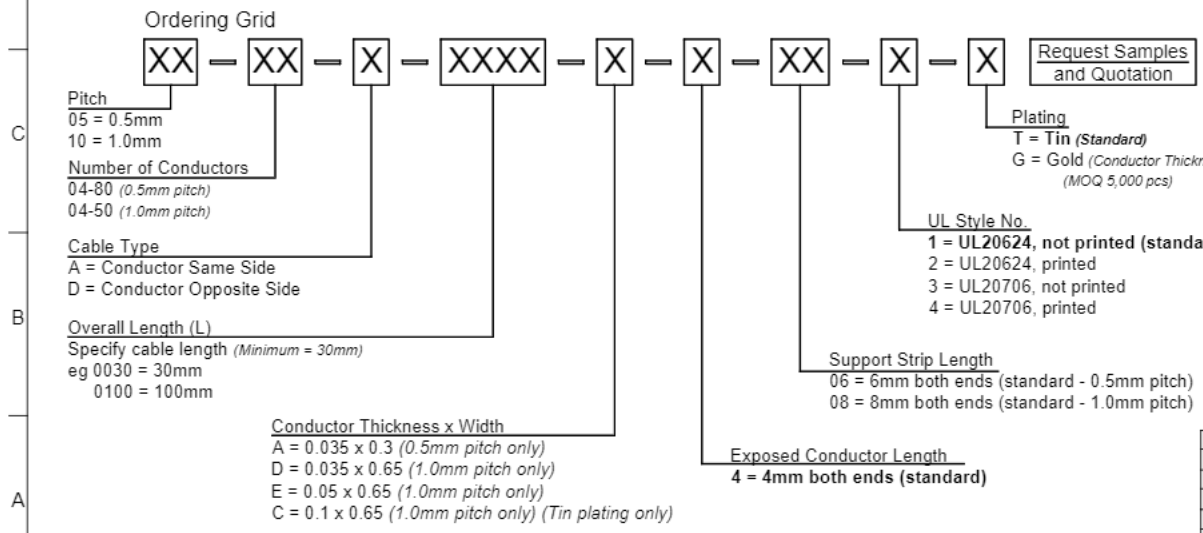 Ordering Grid
XX – XX – X – XXXX – X – X – XX – X – X
Request Samples
and Quotation
Pitch
05 = 0.5mm
10 = 1.0mm
Number of Conductors
04-80 (0.5mm pitch)
04-50 (1.0mm pitch)
Cable Type
A = Conductor Same Side
D = Conductor Opposite Side
Overall Length (L)
Specify cable length (Minimum = 30mm)
eg 0030 = 30mm
0100 = 100mm
Conductor Thickness x Width
A = 0.035 x 0.3 (0.5mm pitch only)
D = 0.035 x 0.65 (1.0mm pitch only)
E = 0.05 x 0.65 (1.0mm pitch only)
C = 0.1 x 0.65 (1.0mm pitch only) (Tin plating only)
Exposed Conductor Length
4 = 4mm both ends (standard)
Support Strip Length
06 = 6mm both ends (standard - 0.5mm pitch)
08 = 8mm both ends (standard - 1.0mm pitch)
UL Style No.
1 = UL20624, not printed (standa
2 = UL20624, printed
3 = UL20706, not printed
4 = UL20706, printed
Plating
T = Tin (Standard)
G = Gold (Conductor Thickn
(MOQ 5,000 pcs)
C
B
A